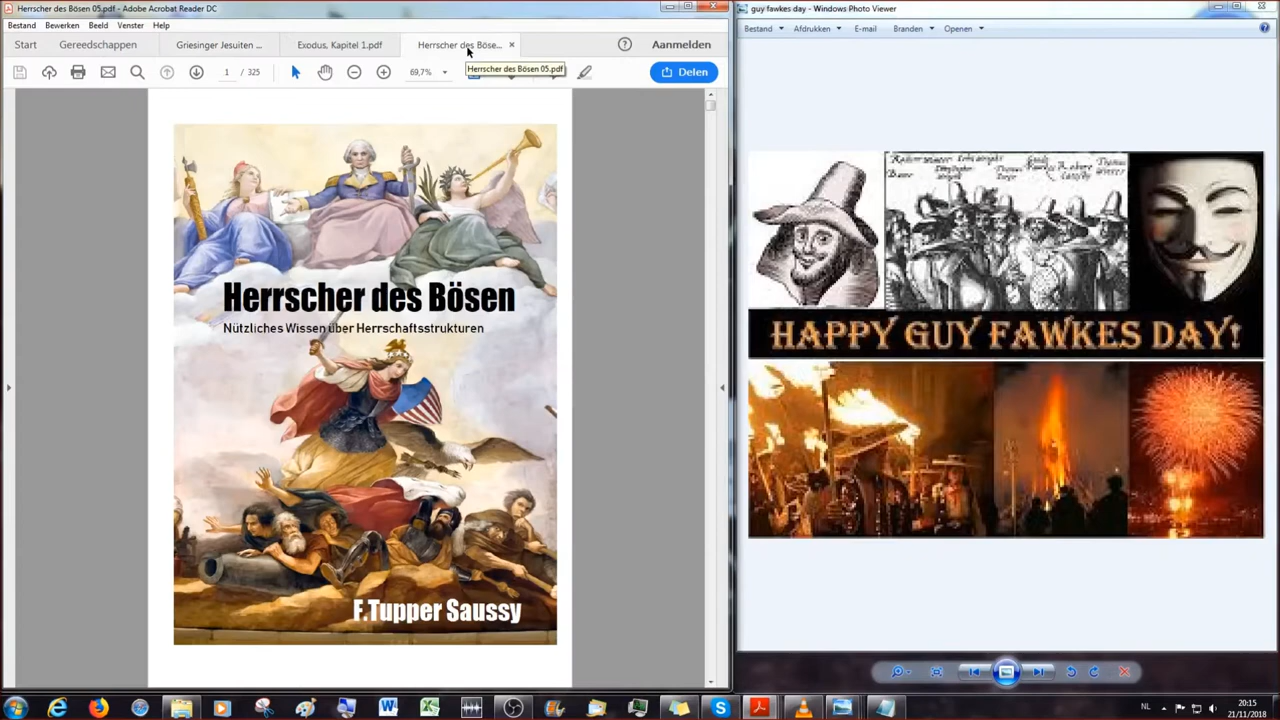 Herrscher des Bösen 05.pdf - Adobe Acrobat Reader DC
Bestand Bewerken Beeld Venster Help
Start Gereedschappen Griesinger Jesuiten ... Exodus, Kapitel 1.pdf Herrscher des Böse... × ? Aanmelden
1 / 325 69,7% Delen
Herrscher des Bösen 05.pdf
Herrscher des Bösen
Nützliches Wissen über Herrschaftsstrukturen
F.Tupper Saussy
guy fawkes day - Windows Photo Viewer
Bestand Afdrukken E-mail Branden Openen
Thomas
HAPPY GUY FAWKES DAY!
NL 20:15
21/11/2018